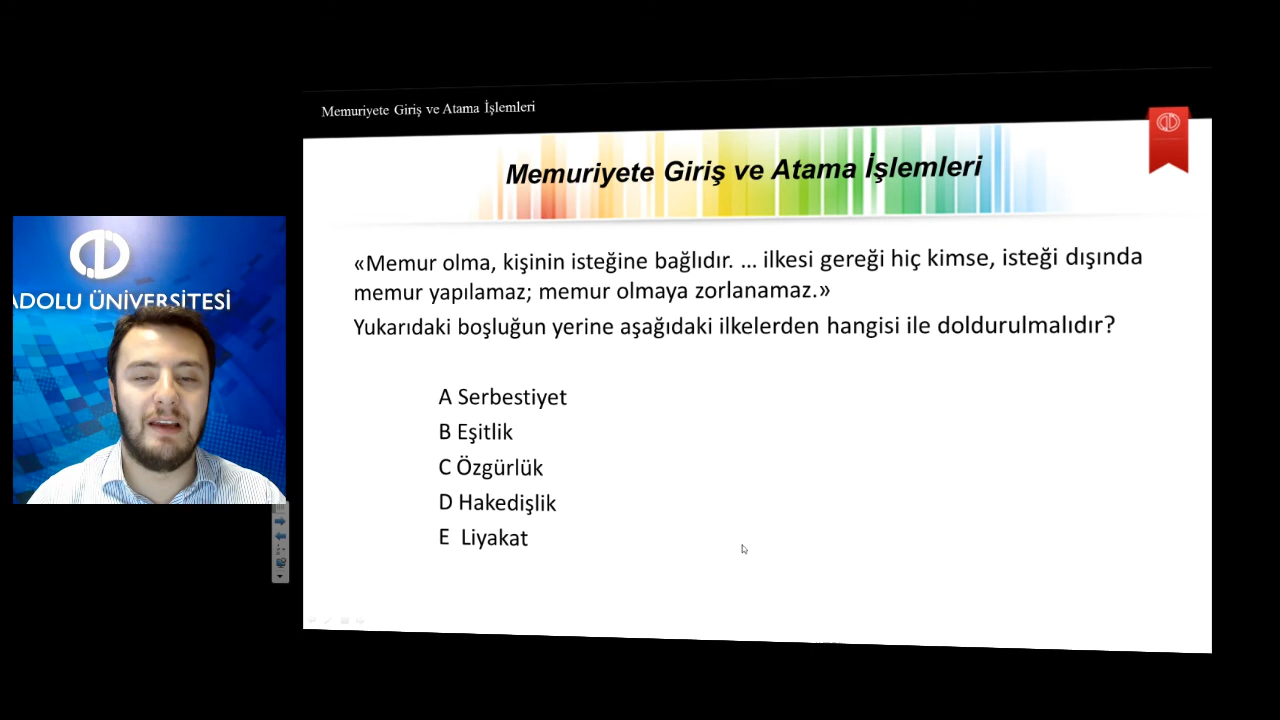 Memuriyete Giriş ve Atama İşlemleri
Memuriyete Giriş ve Atama İşlemleri
«Memur olma, kişinin isteğine bağlıdır. ... ilkesi gereği hiç kimse, isteği dışında
memur yapılamaz; memur olmaya zorlanamaz.»
Yukarıdaki boşluğun yerine aşağıdaki ilkelerden hangisi ile doldurulmalıdır?
A Serbestiyet
B Eşitlik
C Özgürlük
D Hakedişlik
E Liyakat
ADOLU ÜNİVERSİTESİ